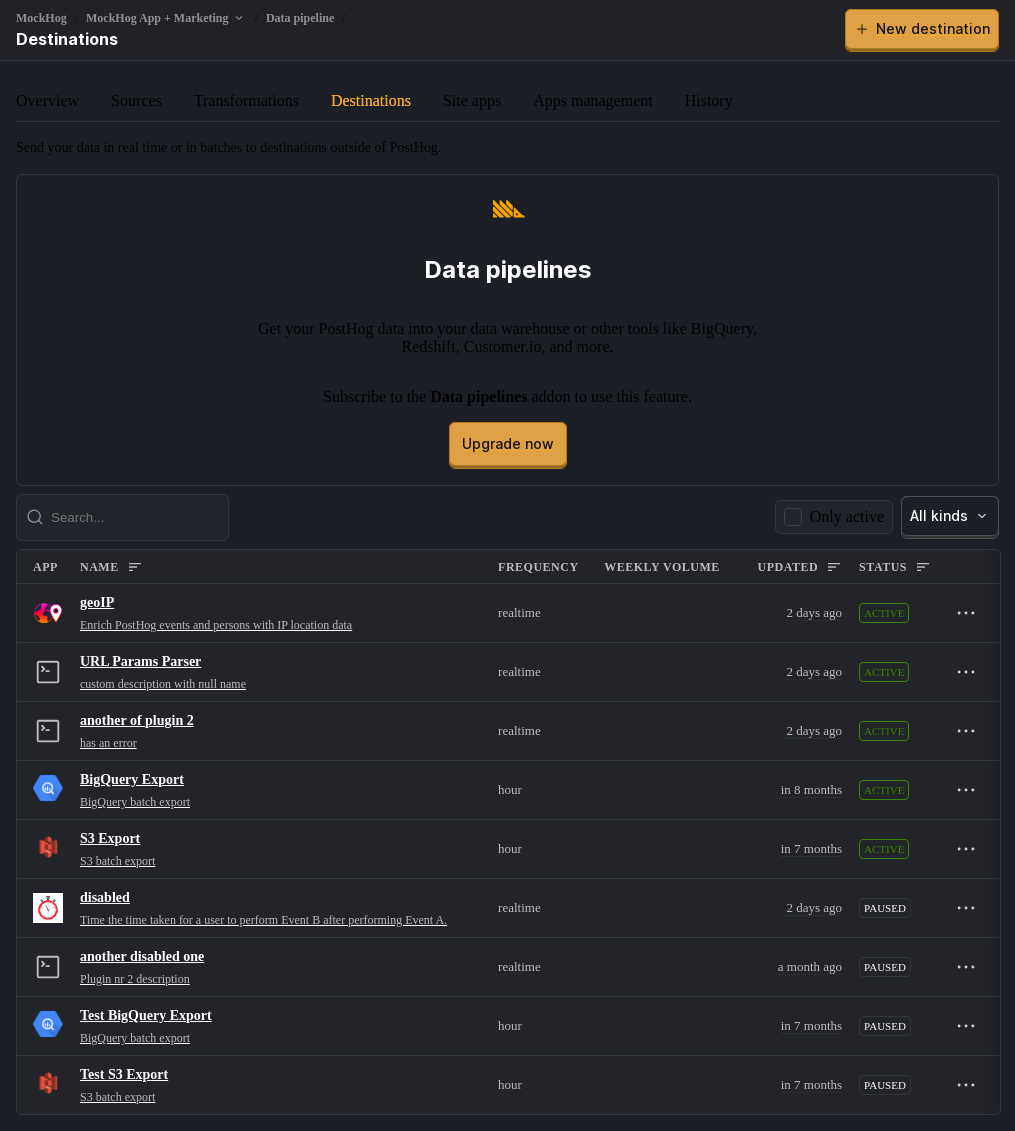 MockHog / MockHog App + Marketing / Data pipeline /
Destinations
New destination
Overview Sources Transformations Destinations Site apps Apps management History
Send your data in real time or in batches to destinations outside of PostHog.
Data pipelines
Get your PostHog data into your data warehouse or other tools like BigQuery,
Redshift, Customer.io, and more.
Subscribe to the Data pipelines addon to use this feature.
Upgrade now
Search... Only active All kinds
APP NAME FREQUENCY WEEKLY VOLUME UPDATED STATUS
geoIP realtime 2 days ago ACTIVE
Enrich PostHog events and persons with IP location data
URL Params Parser realtime 2 days ago ACTIVE
custom description with null name
another of plugin 2 realtime 2 days ago ACTIVE
has an error
BigQuery Export hour in 8 months ACTIVE
BigQuery batch export
S3 Export hour in 7 months ACTIVE
S3 batch export
disabled realtime 2 days ago PAUSED
Time the time taken for a user to perform Event B after performing Event A.
another disabled one realtime a month ago PAUSED
Plugin nr 2 description
Test BigQuery Export hour in 7 months PAUSED
BigQuery batch export
Test S3 Export hour in 7 months PAUSED
S3 batch export